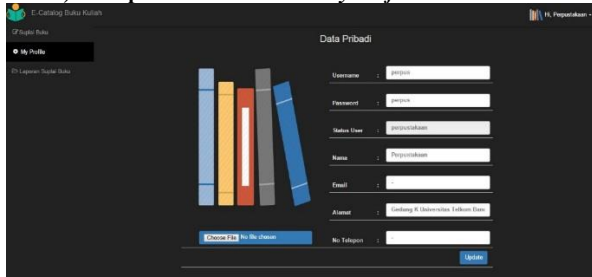 E-Catalog Buku Kuliah
Hi, Perpustakaan
Suplai Buku
My Profile
Laporan Suplai Buku
Data Pribadi
Username : perpus
Password : perpus
Status User : perpustakaan
Nama : Perpustakaan
Email : -
Alamat : Gedung K Universitas Telkom Ban
No Telepon : -
Choose File No file chosen
Update